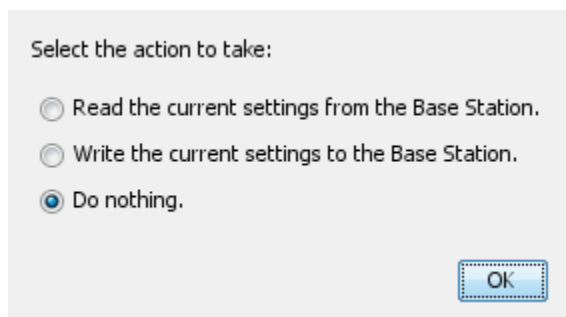 Select the action to take:
Read the current settings from the Base Station.
Write the current settings to the Base Station.
Do nothing.
OK